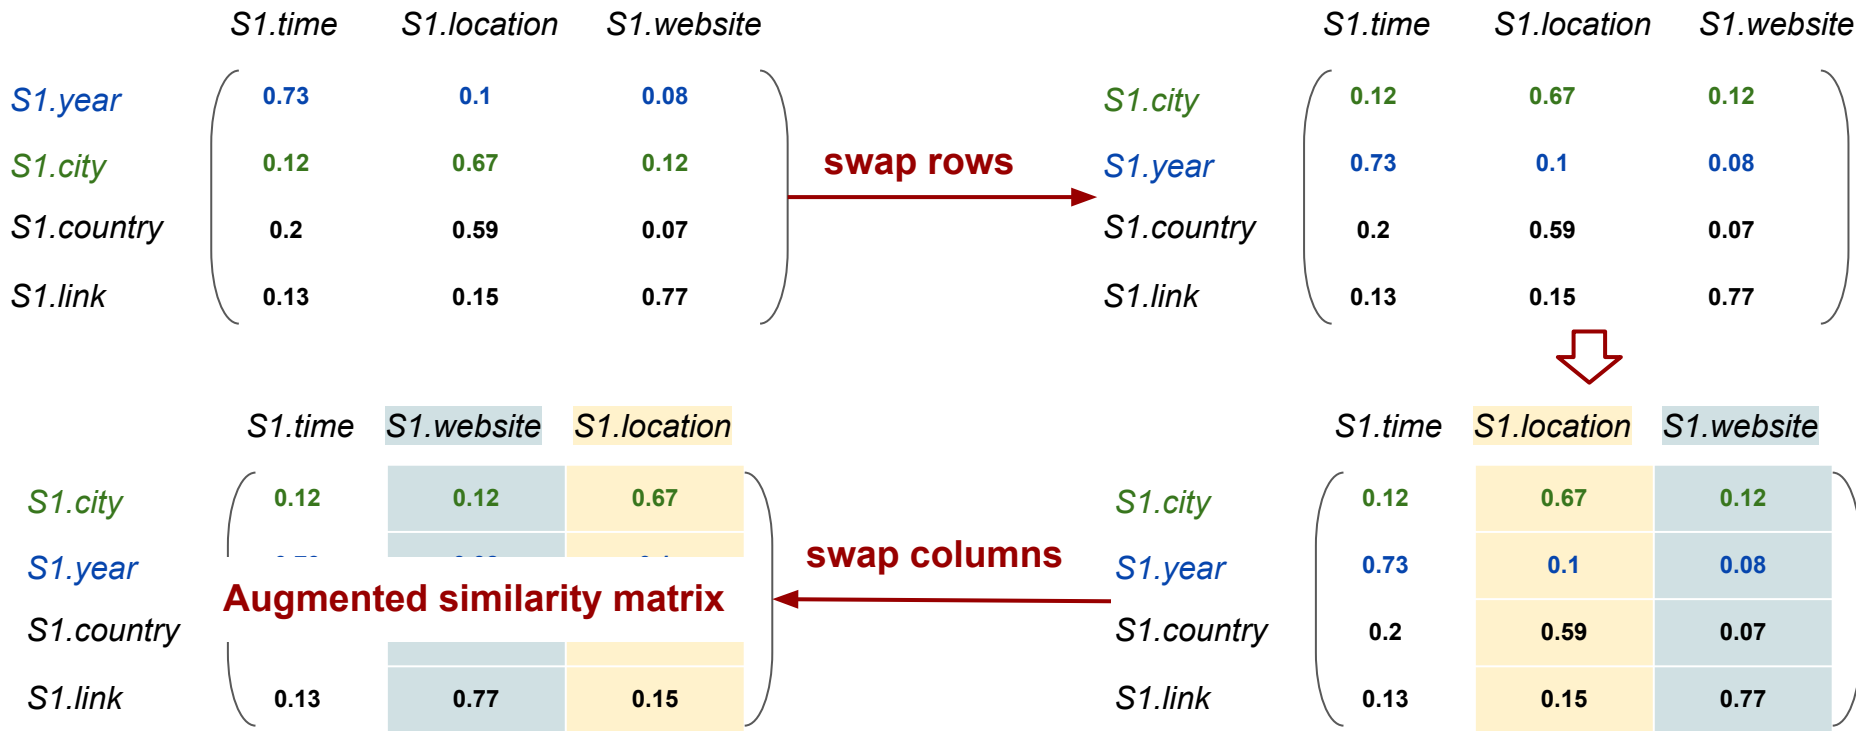 S1.time S1.location S1.website
S1.year 0.73 0.1 0.08
S1.city 0.12 0.67 0.12
S1.country 0.2 0.59 0.07
S1.link 0.13 0.15 0.77
swap rows
S1.time S1.location S1.website
S1.city 0.12 0.67 0.12
S1.year 0.73 0.1 0.08
S1.country 0.2 0.59 0.07
S1.link 0.13 0.15 0.77
S1.time S1.location S1.website
S1.city 0.12 0.67 0.12
S1.year 0.73 0.1 0.08
S1.country 0.2 0.59 0.07
S1.link 0.13 0.15 0.77
swap columns
S1.time S1.website S1.location
S1.city 0.12 0.12 0.67
S1.year
Augmented similarity matrix
S1.country
S1.link 0.13 0.77 0.15